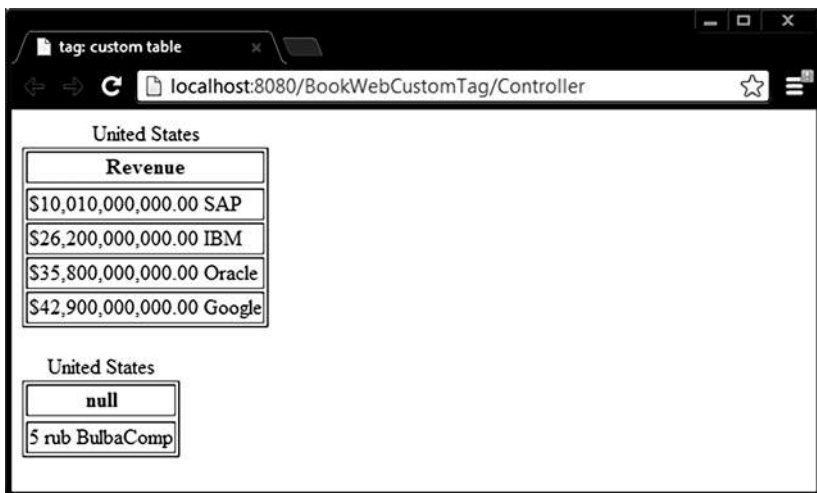 tag: custom table
localhost:8080/BookWebCustomTag/Controller
United States
Revenue
$10,010,000,000.00 SAP
$26,200,000,000.00 IBM
$35,800,000,000.00 Oracle
$42,900,000,000.00 Google
United States
null
5 rub BulbaComp